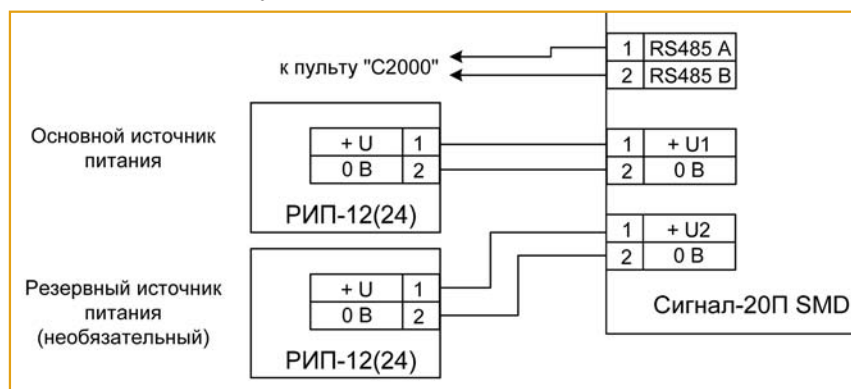 1 RS485 A
к пульту "С2000"
2 RS485 B
Основной источник
питания
+ U 1
0 В 2
РИП-12(24)
1 + U1
2 0 В
1 + U2
2 0 В
Резервный источник
питания
(необязательный)
+ U 1
0 В 2
РИП-12(24)
Сигнал-20П SMD